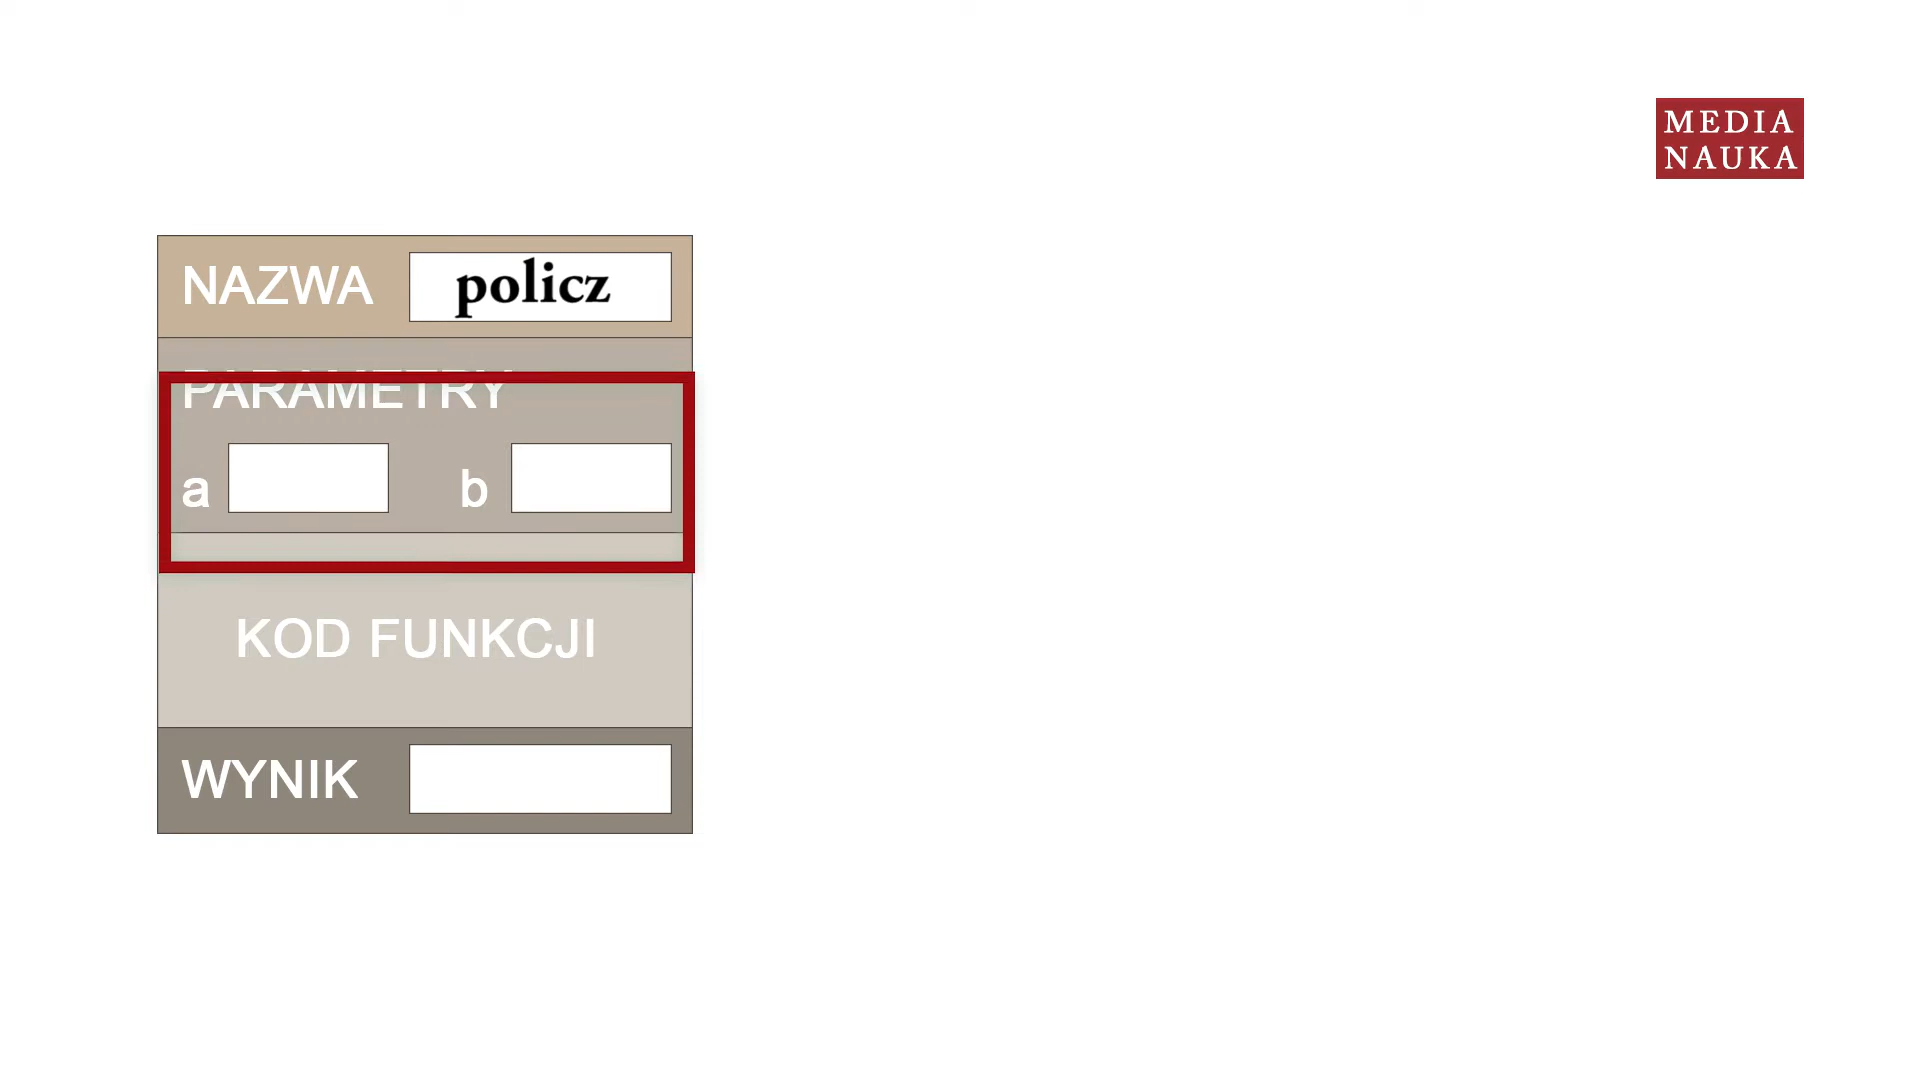 MEDIA
NAUKA
NAZWA policz
PARAMETRY
a b
KOD FUNKCJI
WYNIK